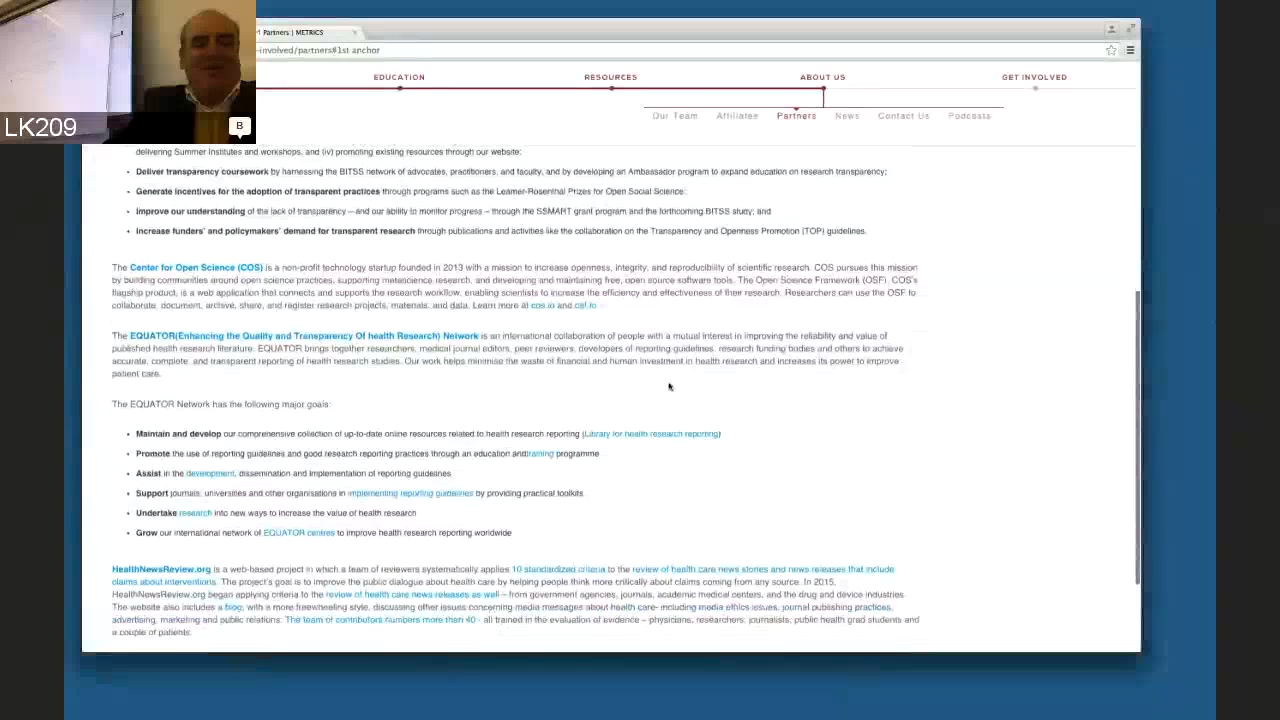 Partners | METRICS
-involved/partners#1st anchor
EDUCATION RESOURCES ABOUT US GET INVOLVED
Our Team Affiliates Partners News Contact Us Podcasts
LK209
B
delivering Summer Institutes and workshops, and (iv) promoting existing resources through our website;
• Deliver transparency coursework by harnessing the BITSS network of advocates, practitioners, and faculty, and by developing an Ambassador program to expand education on research transparency;
• Generate incentives for the adoption of transparent practices through programs such as the Leamer-Rosenthal Prizes for Open Social Science;
• Improve our understanding of the lack of transparency – and our ability to monitor progress – through the SSMART grant program and the forthcoming BITSS study; and
• Increase funders' and policymakers' demand for transparent research through publications and activities like the collaboration on the Transparency and Openness Promotion (TOP) guidelines.
The Center for Open Science (COS) is a non-profit technology startup founded in 2013 with a mission to increase openness, integrity, and reproducibility of scientific research. COS pursues this mission
by building communities around open science practices, supporting metascience research, and developing and maintaining free, open source software tools. The Open Science Framework (OSF), COS's
flagship product, is a web application that connects and supports the research workflow, enabling scientists to increase the efficiency and effectiveness of their research. Researchers can use the OSF to
collaborate, document, archive, share, and register research projects, materials, and data. Learn more at cos.io and osf.io
The EQUATOR(Enhancing the Quality and Transparency Of health Research) Network is an international collaboration of people with a mutual interest in improving the reliability and value of
published health research literature. EQUATOR brings together researchers, medical journal editors, peer reviewers, developers of reporting guidelines, research funding bodies and others to achieve
accurate, complete, and transparent reporting of health research studies. Our work helps minimise the waste of financial and human investment in health research and increases its power to improve
patient care.
The EQUATOR Network has the following major goals:
• Maintain and develop our comprehensive collection of up-to-date online resources related to health research reporting (Library for health research reporting)
• Promote the use of reporting guidelines and good research reporting practices through an education andtraining programme
• Assist in the development, dissemination and implementation of reporting guidelines
• Support journals, universities and other organisations in implementing reporting guidelines by providing practical toolkits
• Undertake research into new ways to increase the value of health research
• Grow our international network of EQUATOR centres to improve health research reporting worldwide
HealthNewsReview.org is a web-based project in which a team of reviewers systematically applies 10 standardized criteria to the review of health care news stories and news releases that include
claims about interventions. The project's goal is to improve the public dialogue about health care by helping people think more critically about claims coming from any source. In 2015,
HealthNewsReview.org began applying criteria to the review of health care news releases as well – from government agencies, journals, academic medical centers, and the drug and device industries.
The website also includes a blog, with a more freewheeling style, discussing other issues concerning media messages about health care- including media ethics issues, journal publishing practices,
advertising, marketing and public relations. The team of contributors numbers more than 40 - all trained in the evaluation of evidence – physicians, researchers, journalists, public health grad students and
a couple of patients.